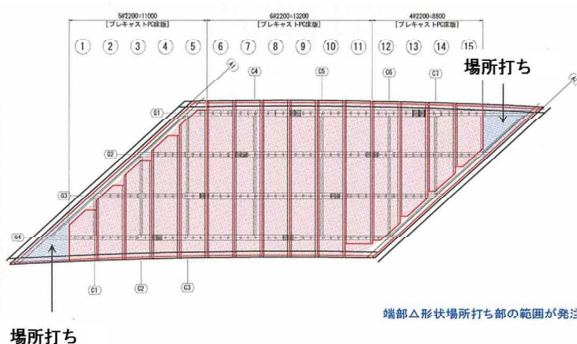 5@2200=11000 6@2200=13200 4@2200=8800
[プレキャストPC床版] [プレキャストPC床版] [プレキャストPC床版]
① ② ③ ④ ⑤ ⑥ ⑦ ⑧ ⑨ ⑩ ⑪ ⑫ ⑬ ⑭ ⑮
場所打ち
C4 C5 C6 C7
G1
G2
G3
G4
C1 C2 C3
端部△形状場所打ち部の範囲が発注
場所打ち